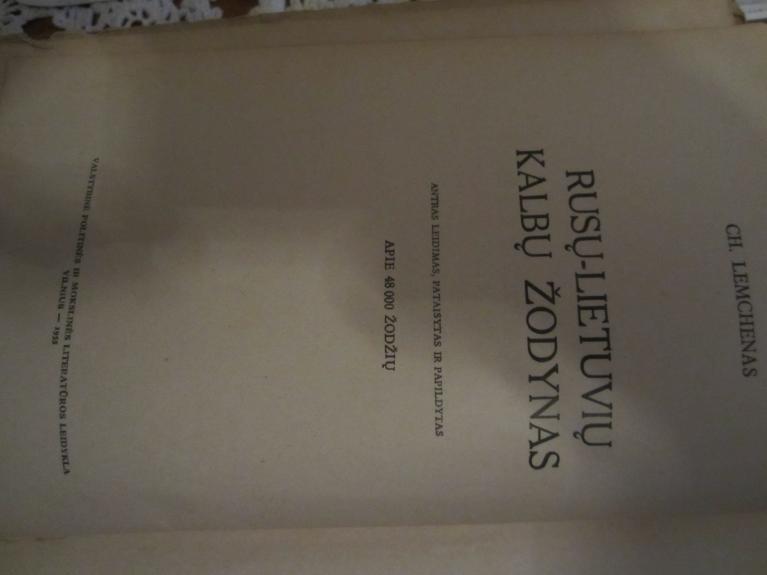 CH. LEMCHENAS
RUSŲ-LIETUVIŲ
KALBŲ ŽODYNAS
ANTRAS LEIDIMAS, PATAISYTAS IR PAPILDYTAS
APIE 48 000 ŽODŽIŲ
VALSTYBINĖ POLITINĖS IR MOKSLINĖS LITERATŪROS LEIDYKLA
VILNIUS — 1955